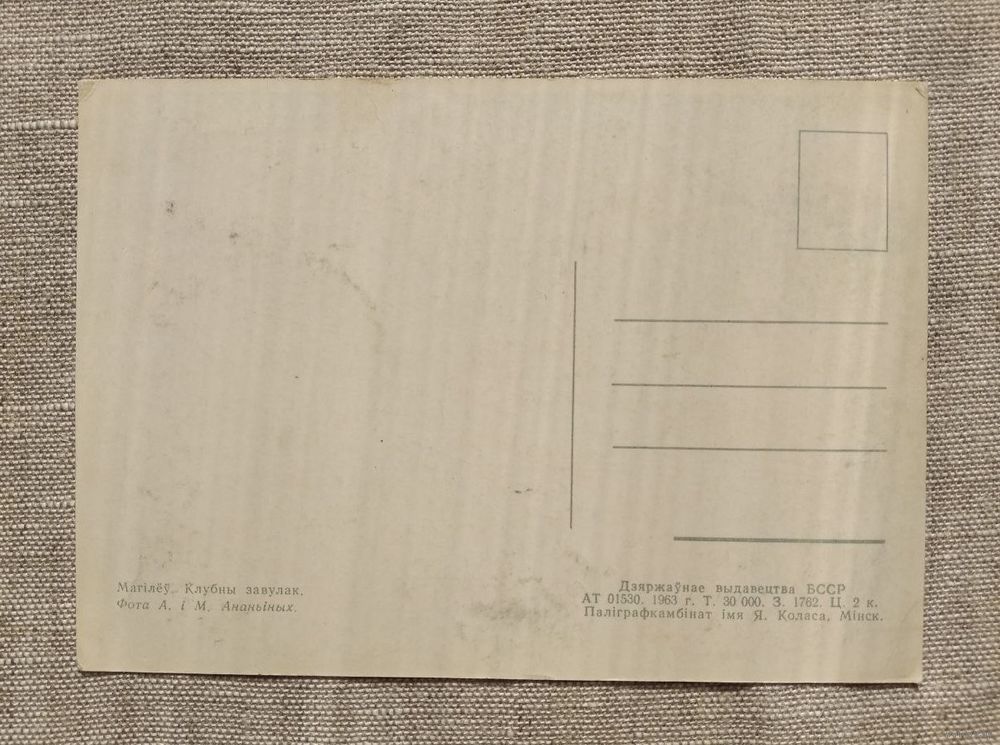 Магілёў. Клубны завулак.
Фота А. і М. Ананьіных.
Дзяржаўнае выдавецтва БССР
АТ 01530. 1963 г. Т. 30 000. З. 1762. Ц. 2 к.
Паліграфкамбінат імя Я. Коласа, Мінск.